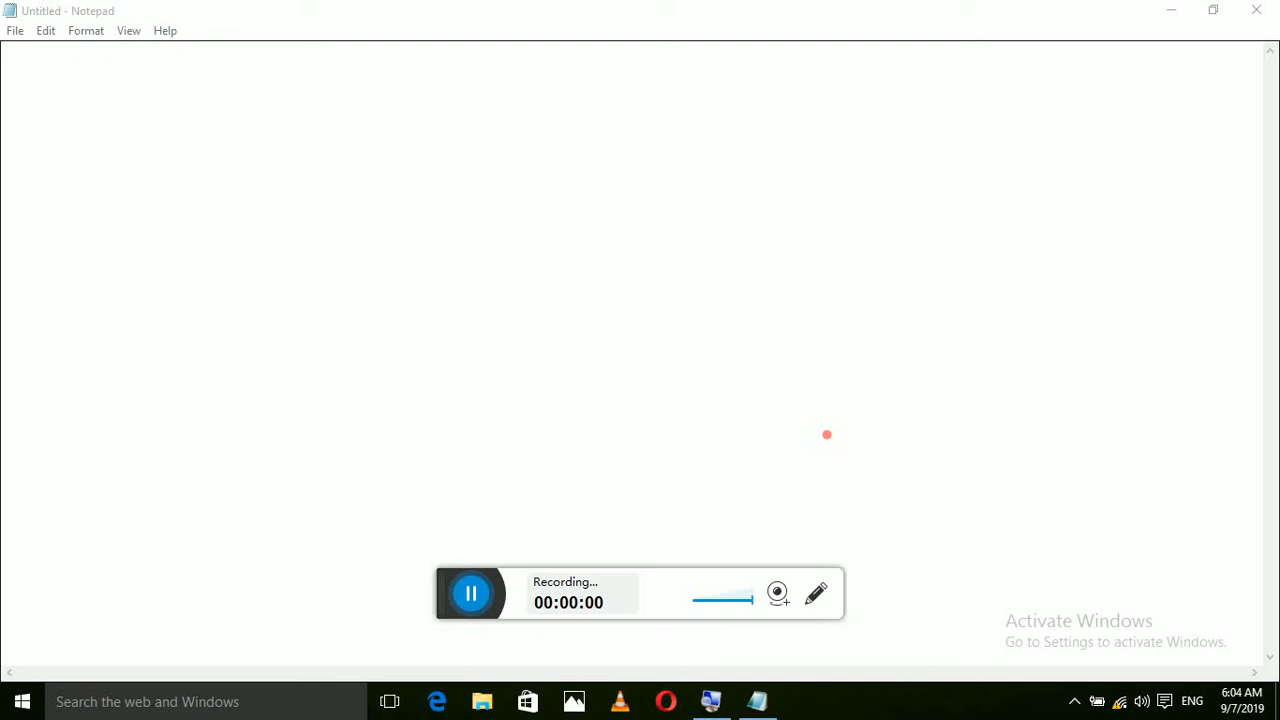 Untitled - Notepad
File Edit Format View Help
Recording...
00:00:00
Activate Windows
Go to Settings to activate Windows.
Search the web and Windows
ENG
6:04 AM
9/7/2019